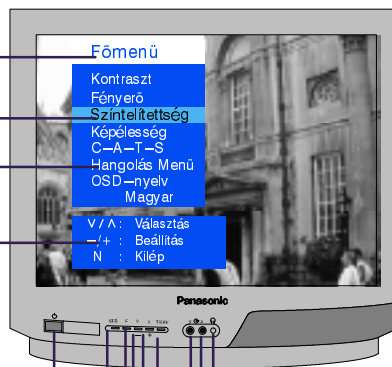 Főmenü
Kontraszt
Fényerő
Színtelítettség
Képélesség
C–A–T–S
Hangolás Menü
OSD–nyelv
Magyar
∨ / ∧ : Választás
–/+ : Beállítás
N : Kilép
Panasonic